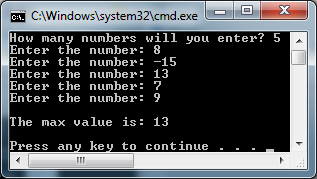 C:\Windows\system32\cmd.exe
How many numbers will you enter? 5
Enter the number: 8
Enter the number: -15
Enter the number: 13
Enter the number: 7
Enter the number: 9
The max value is: 13
Press any key to continue . . . _